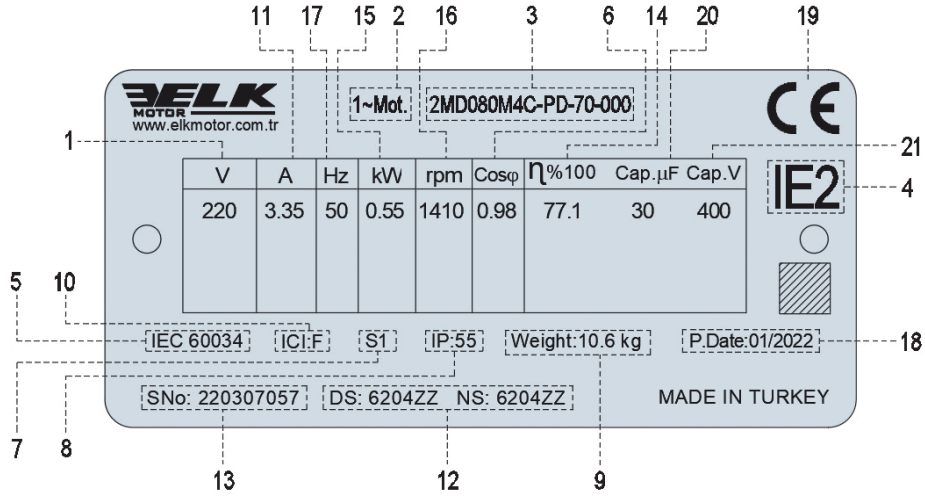 11 17 15 2 16 3 6 14 20 19
ELK
MOTOR
www.elkmotor.com.tr
1~Mot. 2MD080M4C-PD-70-000
CE
1
21
V A Hz kW rpm Cosφ η%100 Cap.µF Cap.V
IE2
4
220 3.35 50 0.55 1410 0.98 77.1 30 400
5 10
IEC 60034 ICI:F S1 IP:55 Weight:10.6 kg P.Date:01/2022
18
SNo: 220307057 DS: 6204ZZ NS: 6204ZZ MADE IN TURKEY
7 8 13 12 9